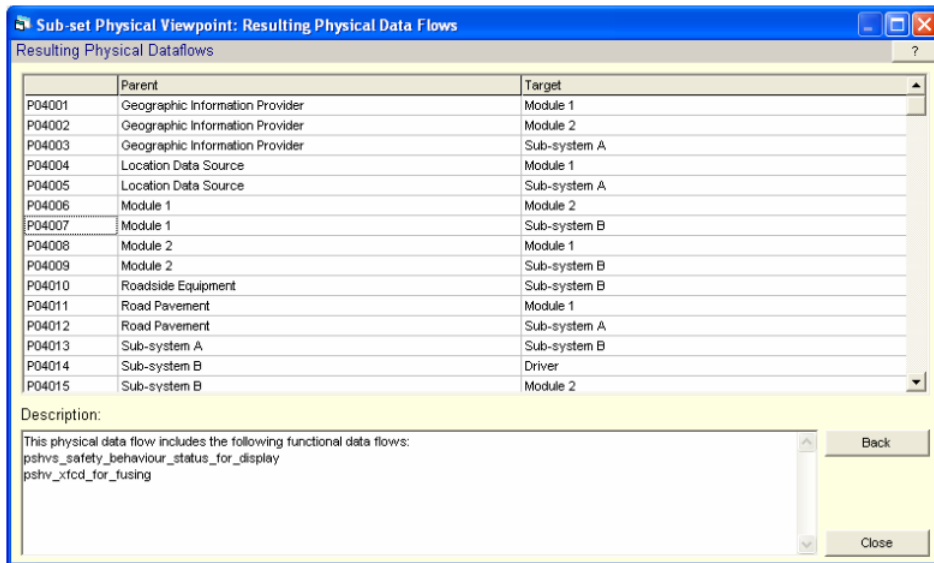 Sub-set Physical Viewpoint: Resulting Physical Data Flows
Resulting Physical Dataflows ?
Parent Target
P04001 Geographic Information Provider Module 1
P04002 Geographic Information Provider Module 2
P04003 Geographic Information Provider Sub-system A
P04004 Location Data Source Module 1
P04005 Location Data Source Sub-system A
P04006 Module 1 Module 2
P04007 Module 1 Sub-system B
P04008 Module 2 Module 1
P04009 Module 2 Sub-system B
P04010 Roadside Equipment Sub-system B
P04011 Road Pavement Module 1
P04012 Road Pavement Sub-system A
P04013 Sub-system A Sub-system B
P04014 Sub-system B Driver
P04015 Sub-system B Module 2
Description:
This physical data flow includes the following functional data flows:
pshvs_safety_behaviour_status_for_display
pshv_xfcd_for_fusing
Back
Close